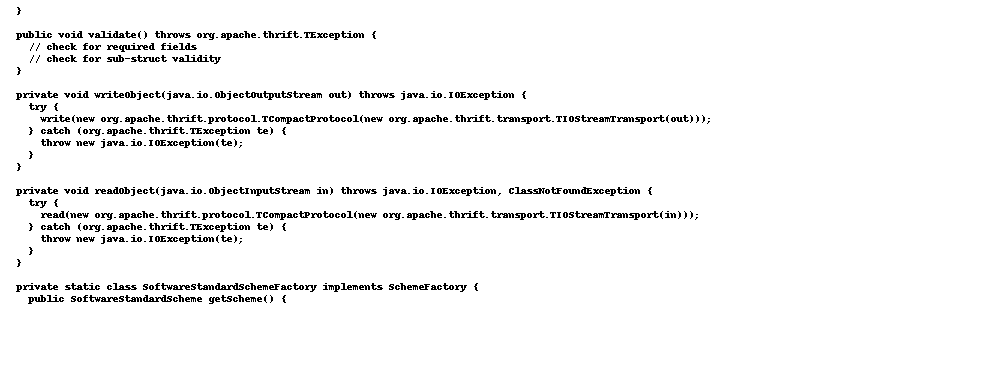 }
public void validate() throws org.apache.thrift.TException {
// check for required fields
// check for sub-struct validity
}
private void writeObject(java.io.ObjectOutputStream out) throws java.io.IOException {
try {
write(new org.apache.thrift.protocol.TCompactProtocol(new org.apache.thrift.transport.TIOStreamTransport(out)));
} catch (org.apache.thrift.TException te) {
throw new java.io.IOException(te);
}
}
private void readObject(java.io.ObjectInputStream in) throws java.io.IOException, ClassNotFoundException {
try {
read(new org.apache.thrift.protocol.TCompactProtocol(new org.apache.thrift.transport.TIOStreamTransport(in)));
} catch (org.apache.thrift.TException te) {
throw new java.io.IOException(te);
}
}
private static class SoftwareStandardSchemeFactory implements SchemeFactory {
public SoftwareStandardScheme getScheme() {